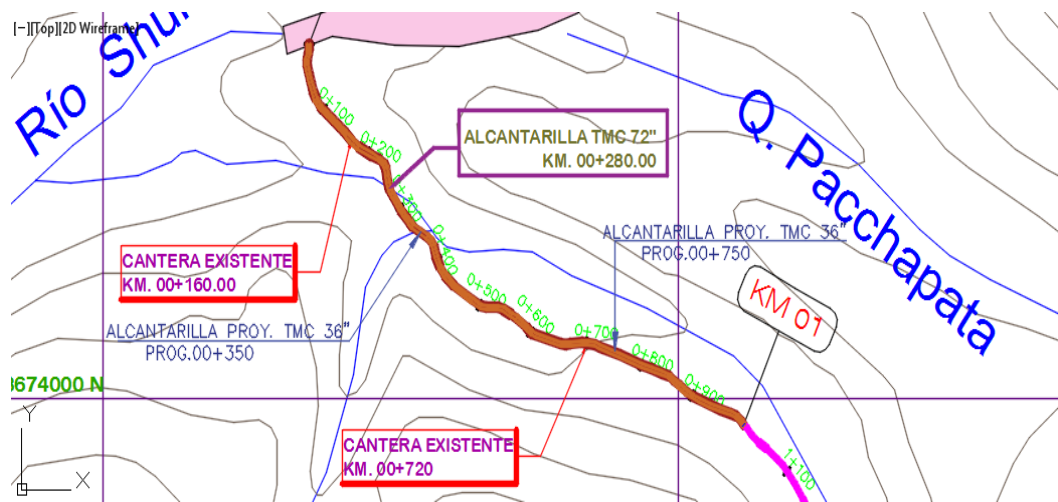 [−][Top][2D Wireframe]
Río Shu
0+100
0+200
ALCANTARILLA TMC 72"
KM. 00+280.00
Q. Pacchapata
0+300
0+400
ALCANTARILLA PROY. TMC 36"
PROG.00+750
CANTERA EXISTENTE
KM. 00+160.00
0+500
0+600
KM 01
ALCANTARILLA PROY. TMC 36"
PROG.00+350
0+700
0+800
8674000 N
0+900
Y
X
CANTERA EXISTENTE
KM. 00+720
1+100